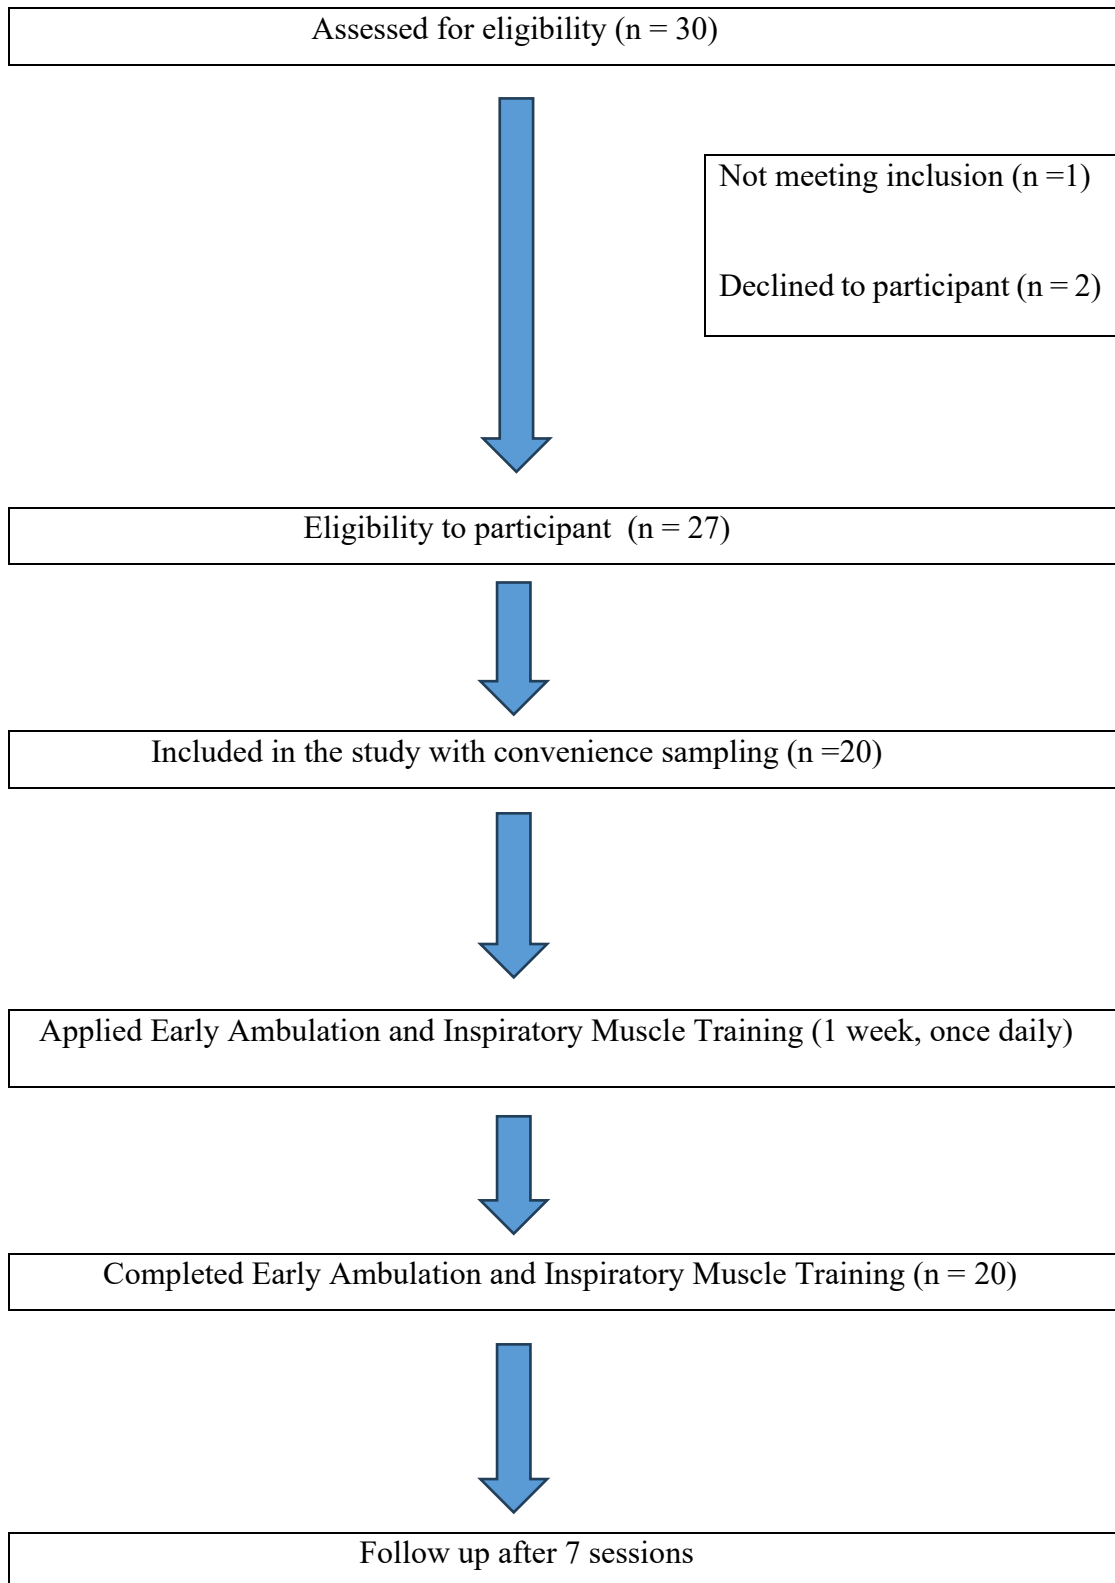 Assessed for eligibility (n = 30)
Not meeting inclusion (n =1)
Declined to participant (n = 2)
Eligibility to participant  (n = 27)
Included in the study with convenience sampling (n =20)
Applied Early Ambulation and Inspiratory Muscle Training (1 week, once daily)
Completed Early Ambulation and Inspiratory Muscle Training (n = 20)
Follow up after 7 sessions